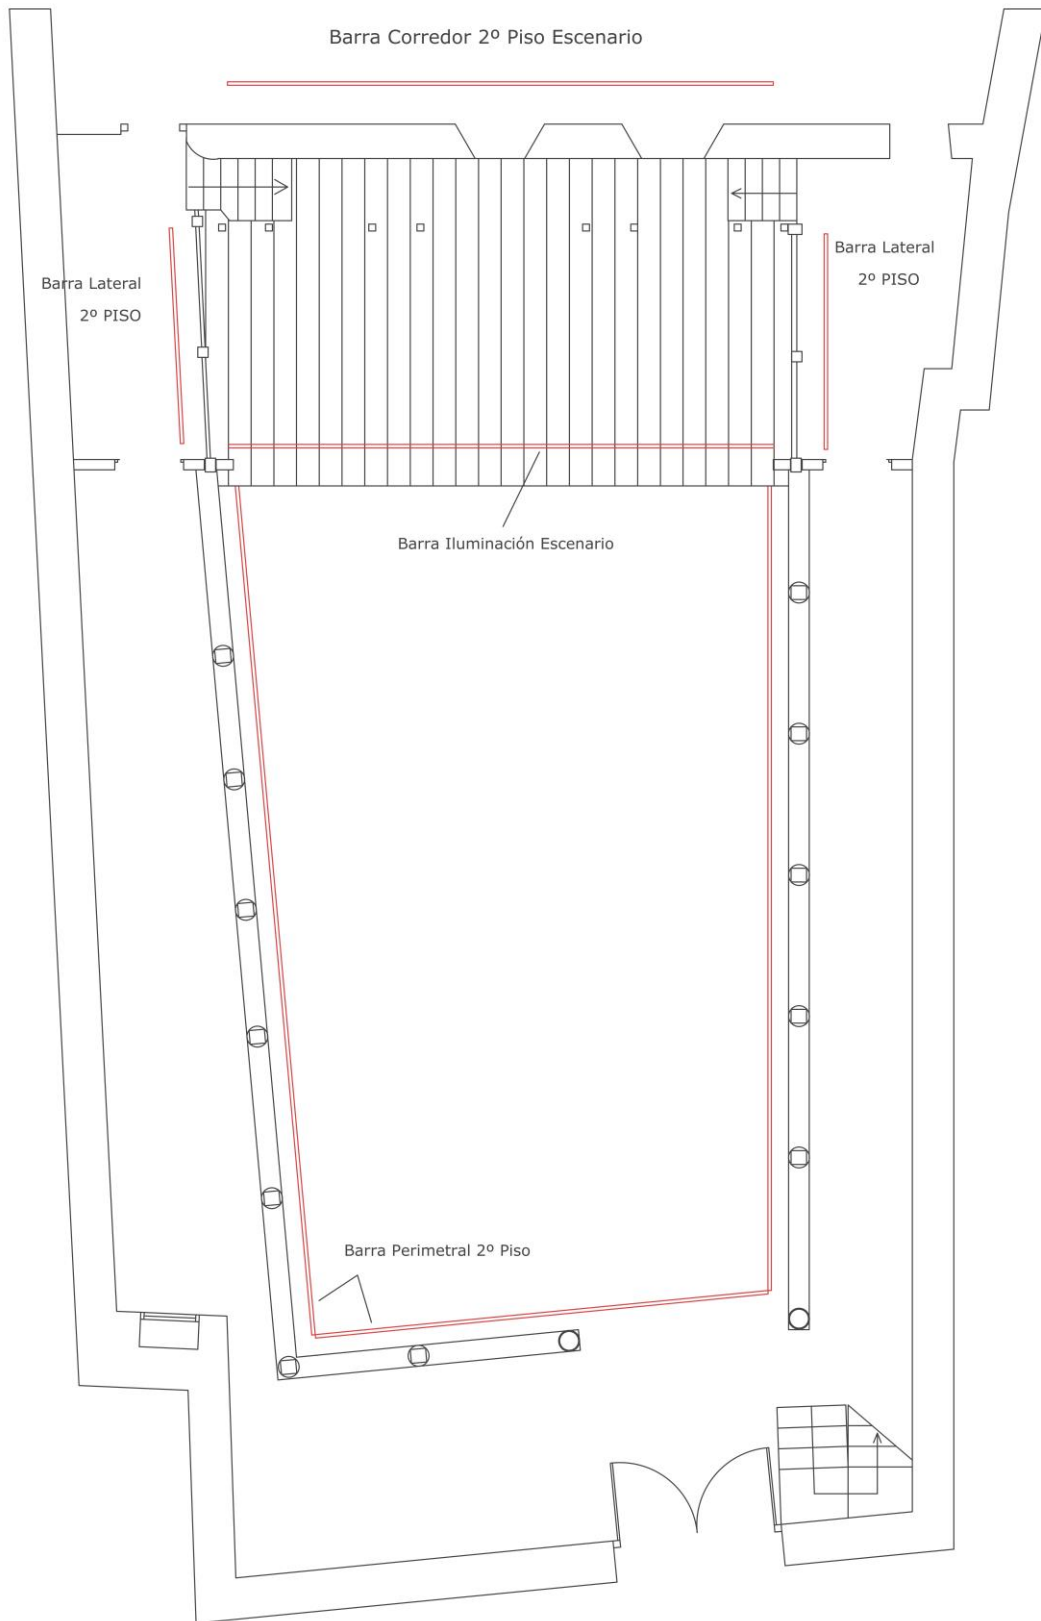 Barra Corredor 2º Piso Escenario
Barra Lateral
2º PISO
Barra Lateral
2º PISO
Barra Iluminación Escenario
Barra Perimetral 2º Piso